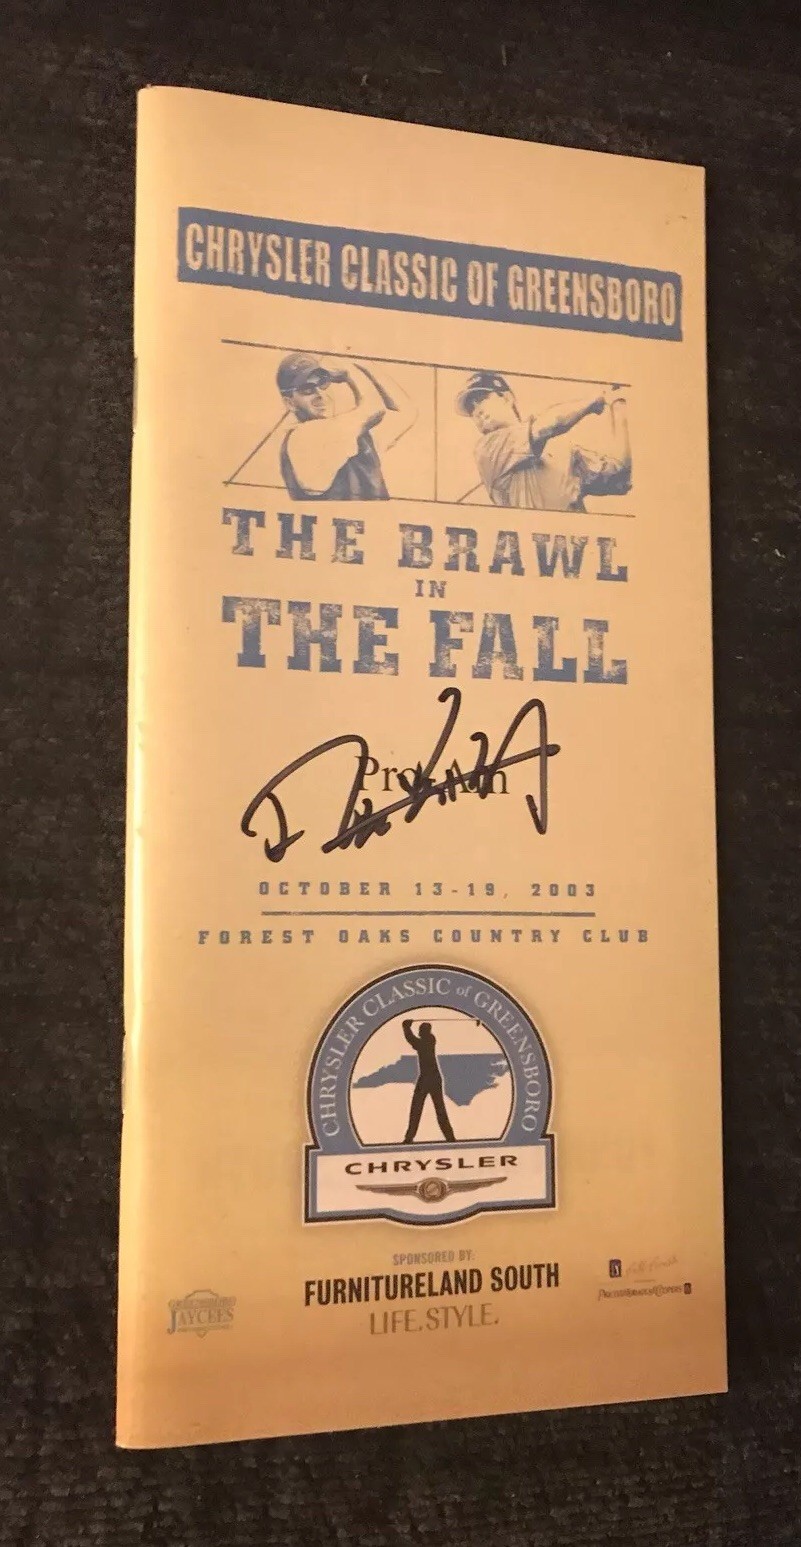 CHRYSLER CLASSIC OF GREENSBORO
THE BRAWL
IN
THE FALL
Pro-Am
OCTOBER 13-19, 2003
FOREST OAKS COUNTRY CLUB
CHRYSLER CLASSIC of GREENSBORO
CHRYSLER
SPONSORED BY:
FURNITURELAND SOUTH
LIFE. STYLE.
JAYCEES